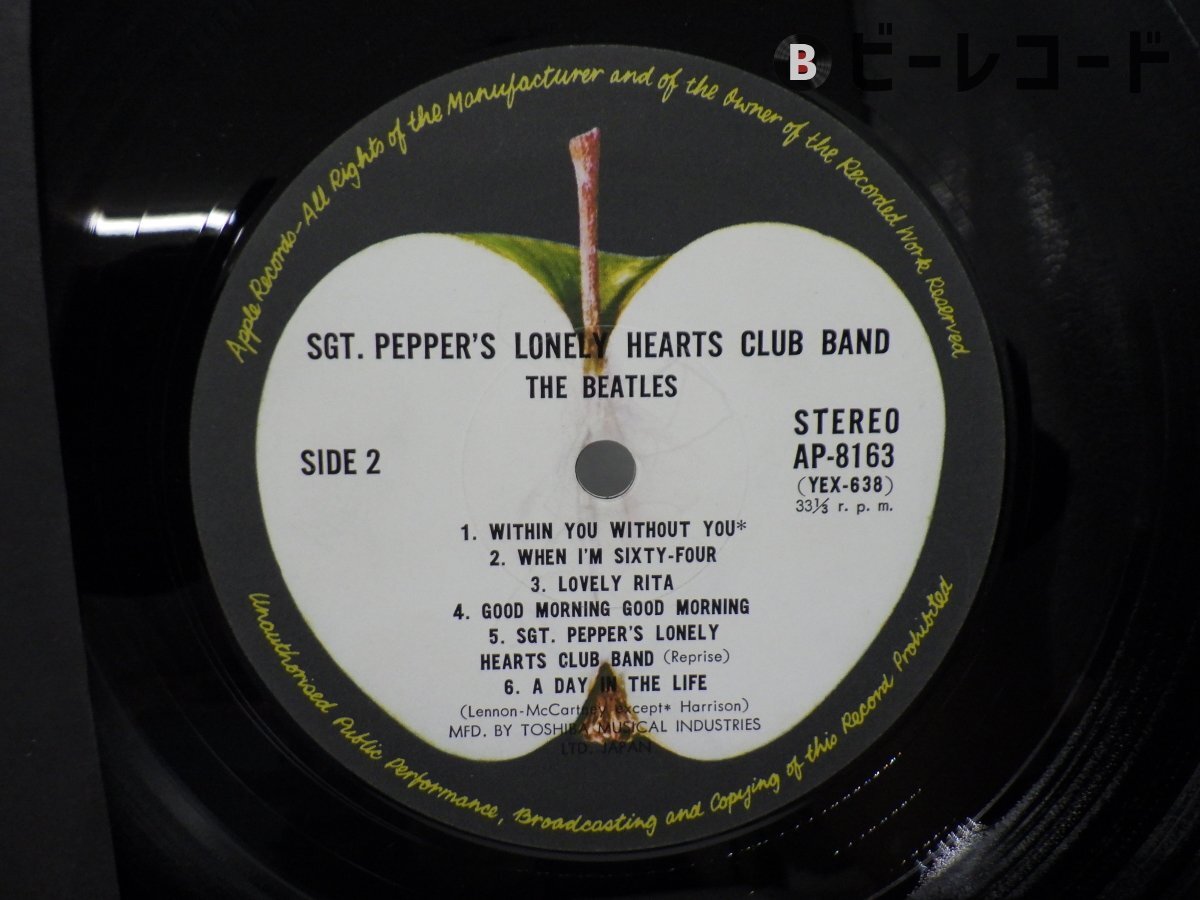 B ビーレコード
Apple Records-All Rights of the Manufacturer and of the Owner of the Recorded Work Reserved
SGT. PEPPER'S LONELY HEARTS CLUB BAND
THE BEATLES
SIDE 2
STEREO
AP-8163
(YEX-638)
33⅓ r. p. m.
1. WITHIN YOU WITHOUT YOU*
2. WHEN I'M SIXTY-FOUR
3. LOVELY RITA
4. GOOD MORNING GOOD MORNING
5. SGT. PEPPER'S LONELY
HEARTS CLUB BAND (Reprise)
6. A DAY IN THE LIFE
(Lennon-McCartney except* Harrison)
MFD. BY TOSHIBA MUSICAL INDUSTRIES
LTD. JAPAN
Unauthorised Public Performance, Broadcasting and Copying of this Record Prohibited